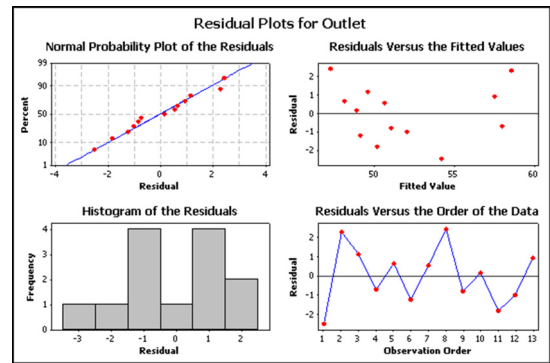 Residual Plots for Outlet
Normal Probability Plot of the Residuals
99
90
50
10
1
Percent
-4 -2 0 2 4
Residual
Residuals Versus the Fitted Values
2
1
0
-1
-2
Residual
50 55 60
Fitted Value
Histogram of the Residuals
4
3
2
1
0
Frequency
-3 -2 -1 0 1 2
Residual
Residuals Versus the Order of the Data
2
1
0
-1
-2
Residual
1 2 3 4 5 6 7 8 9 10 11 12 13
Observation Order